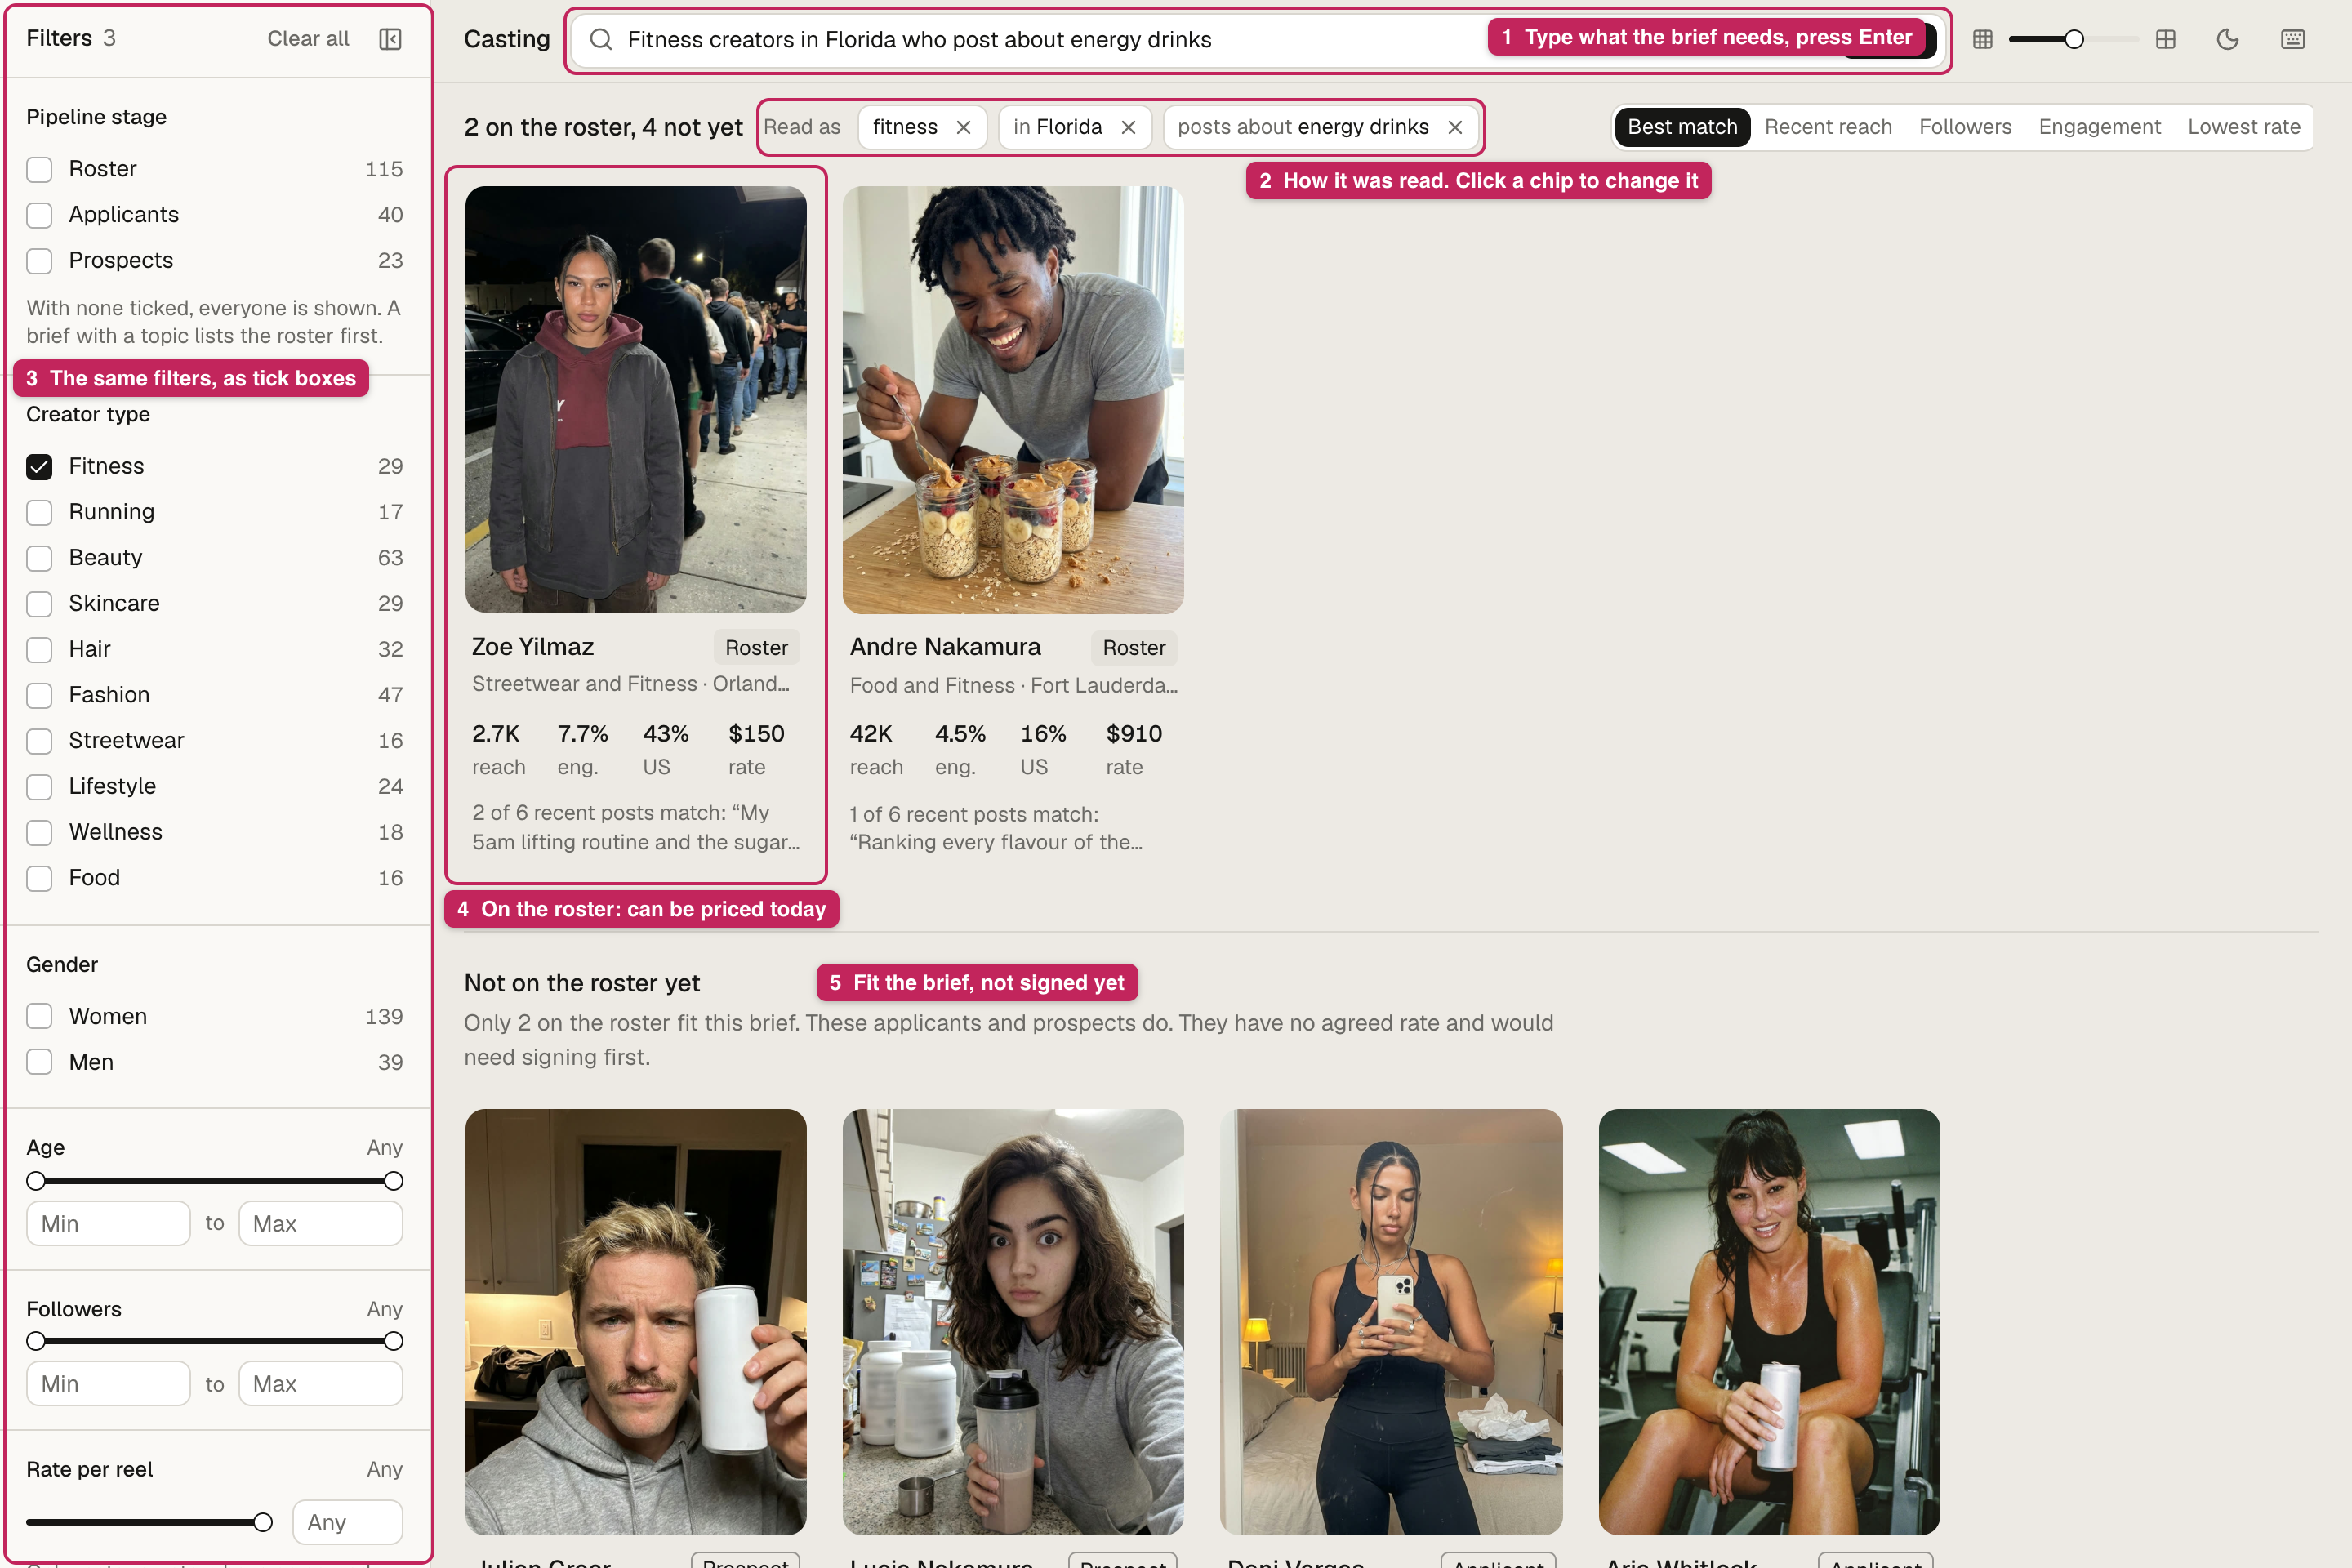 Filters 3
Clear all
Pipeline stage
Roster 115
Applicants 40
Prospects 23
With none ticked, everyone is shown. A
brief with a topic lists the roster first.
3 The same filters, as tick boxes
Creator type
Fitness 29
Running 17
Beauty 63
Skincare 29
Hair 32
Fashion 47
Streetwear 16
Lifestyle 24
Wellness 18
Food 16
Gender
Women 139
Men 39
Age Any
Min to Max
Followers Any
Min to Max
Rate per reel Any
Any
Casting
Fitness creators in Florida who post about energy drinks
1 Type what the brief needs, press Enter
2 on the roster, 4 not yet
Read as
fitness
in Florida
posts about energy drinks
Best match
Recent reach
Followers
Engagement
Lowest rate
2 How it was read. Click a chip to change it
Zoe Yilmaz
Roster
Streetwear and Fitness · Orland…
2.7K 7.7% 43% $150
reach eng. US rate
2 of 6 recent posts match: “My
5am lifting routine and the sugar…
Andre Nakamura
Roster
Food and Fitness · Fort Lauderda…
42K 4.5% 16% $910
reach eng. US rate
1 of 6 recent posts match:
“Ranking every flavour of the…
4 On the roster: can be priced today
Not on the roster yet
5 Fit the brief, not signed yet
Only 2 on the roster fit this brief. These applicants and prospects do. They have no agreed rate and would
need signing first.
Prospect
Lucia Nakamura
Prospect
Dani Vargas
Applicant
Aria Whitlock
Applicant